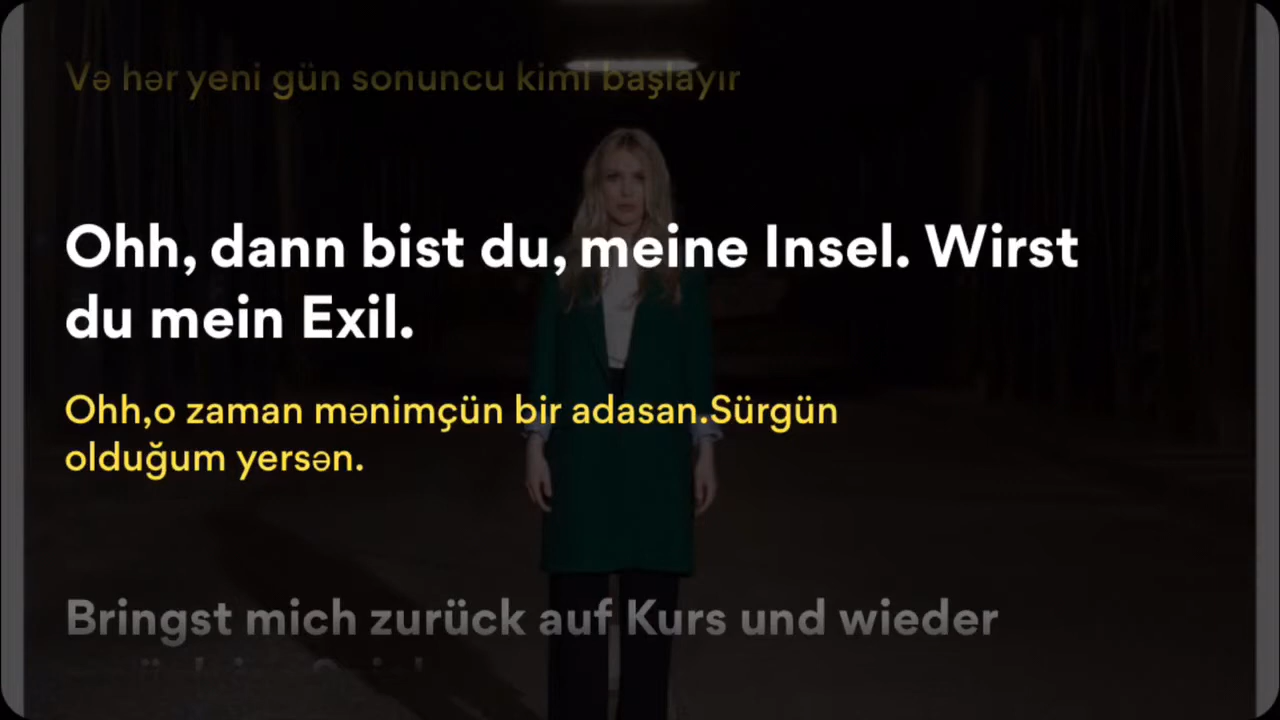 Və hər yeni gün sonuncu kimi başlayır
Ohh, dann bist du, meine Insel. Wirst
du mein Exil.
Ohh,o zaman mənimçün bir adasan.Sürgün
olduğum yersən.
Bringst mich zurück auf Kurs und wieder